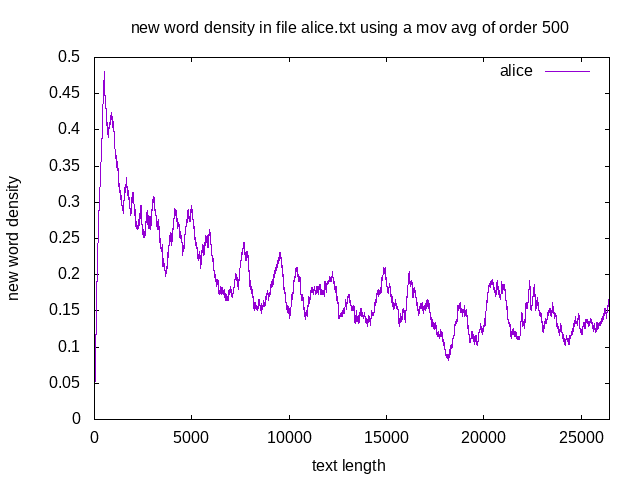 new word density in file alice.txt using a mov avg of order 500
alice
0.5
0.45
0.4
0.35
0.3
0.25
0.2
0.15
0.1
0.05
0
new word density
0 5000 10000 15000 20000 25000
text length